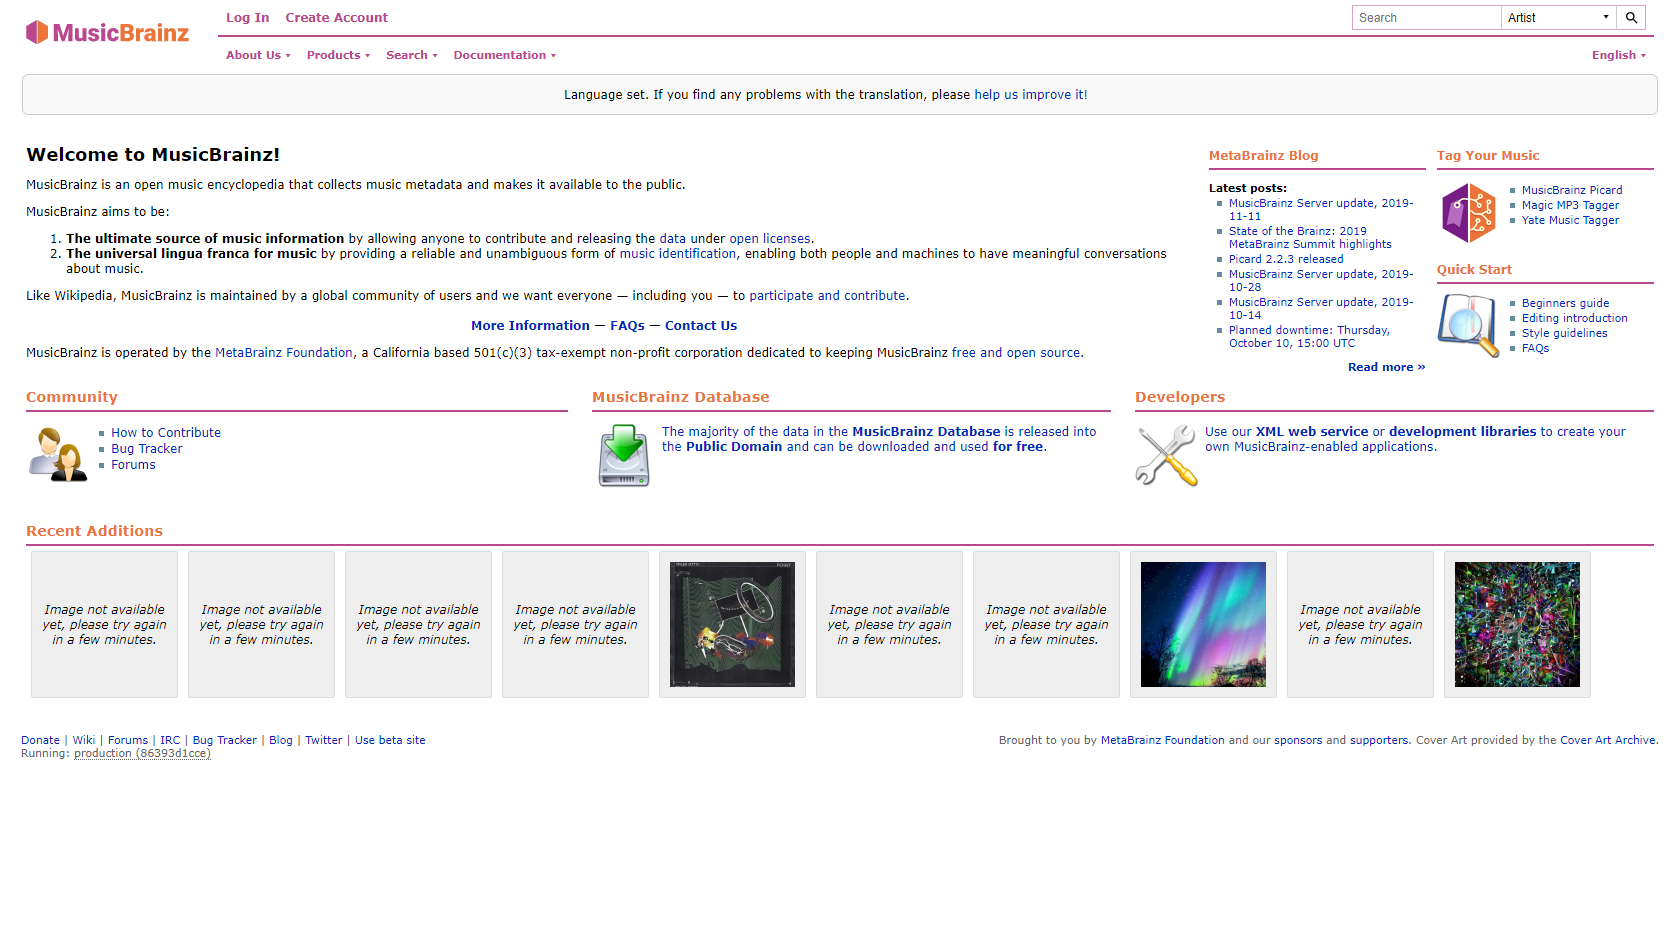 MusicBrainz
Log In Create Account
Search Artist
About Us Products Search Documentation
English
Language set. If you find any problems with the translation, please help us improve it!
Welcome to MusicBrainz!
MusicBrainz is an open music encyclopedia that collects music metadata and makes it available to the public.
MusicBrainz aims to be:
1. The ultimate source of music information by allowing anyone to contribute and releasing the data under open licenses.
2. The universal lingua franca for music by providing a reliable and unambiguous form of music identification, enabling both people and machines to have meaningful conversations
about music.
Like Wikipedia, MusicBrainz is maintained by a global community of users and we want everyone — including you — to participate and contribute.
More Information — FAQs — Contact Us
MusicBrainz is operated by the MetaBrainz Foundation, a California based 501(c)(3) tax-exempt non-profit corporation dedicated to keeping MusicBrainz free and open source.
MetaBrainz Blog
Latest posts:
MusicBrainz Server update, 2019-
11-11
State of the Brainz: 2019
MetaBrainz Summit highlights
Picard 2.2.3 released
MusicBrainz Server update, 2019-
10-28
MusicBrainz Server update, 2019-
10-14
Planned downtime: Thursday,
October 10, 15:00 UTC
Read more »
Tag Your Music
MusicBrainz Picard
Magic MP3 Tagger
Yate Music Tagger
Quick Start
Beginners guide
Editing introduction
Style guidelines
FAQs
Community
How to Contribute
Bug Tracker
Forums
MusicBrainz Database
The majority of the data in the MusicBrainz Database is released into
the Public Domain and can be downloaded and used for free.
Developers
Use our XML web service or development libraries to create your
own MusicBrainz-enabled applications.
Recent Additions
Image not available
yet, please try again
in a few minutes.
Image not available
yet, please try again
in a few minutes.
Image not available
yet, please try again
in a few minutes.
Image not available
yet, please try again
in a few minutes.
Image not available
yet, please try again
in a few minutes.
Image not available
yet, please try again
in a few minutes.
Image not available
yet, please try again
in a few minutes.
Donate | Wiki | Forums | IRC | Bug Tracker | Blog | Twitter | Use beta site
Running: production (86393d1cce)
Brought to you by MetaBrainz Foundation and our sponsors and supporters. Cover Art provided by the Cover Art Archive.